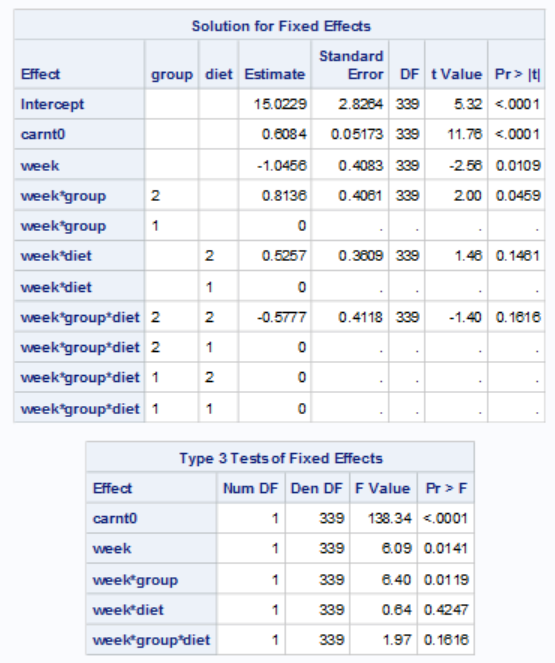 Solution for Fixed Effects
Effect group diet Estimate Standard Error DF t Value Pr > |t|
Intercept 15.0229 2.8264 339 5.32 <.0001
carnt0 0.6084 0.05173 339 11.76 <.0001
week -1.0456 0.4083 339 -2.56 0.0109
week*group 2 0.8136 0.4061 339 2.00 0.0459
week*group 1 0 . . . .
week*diet 2 0.5257 0.3609 339 1.46 0.1461
week*diet 1 0 . . . .
week*group*diet 2 2 -0.5777 0.4118 339 -1.40 0.1616
week*group*diet 2 1 0 . . . .
week*group*diet 1 2 0 . . . .
week*group*diet 1 1 0 . . . .
Type 3 Tests of Fixed Effects
Effect Num DF Den DF F Value Pr > F
carnt0 1 339 138.34 <.0001
week 1 339 6.09 0.0141
week*group 1 339 6.40 0.0119
week*diet 1 339 0.64 0.4247
week*group*diet 1 339 1.97 0.1616